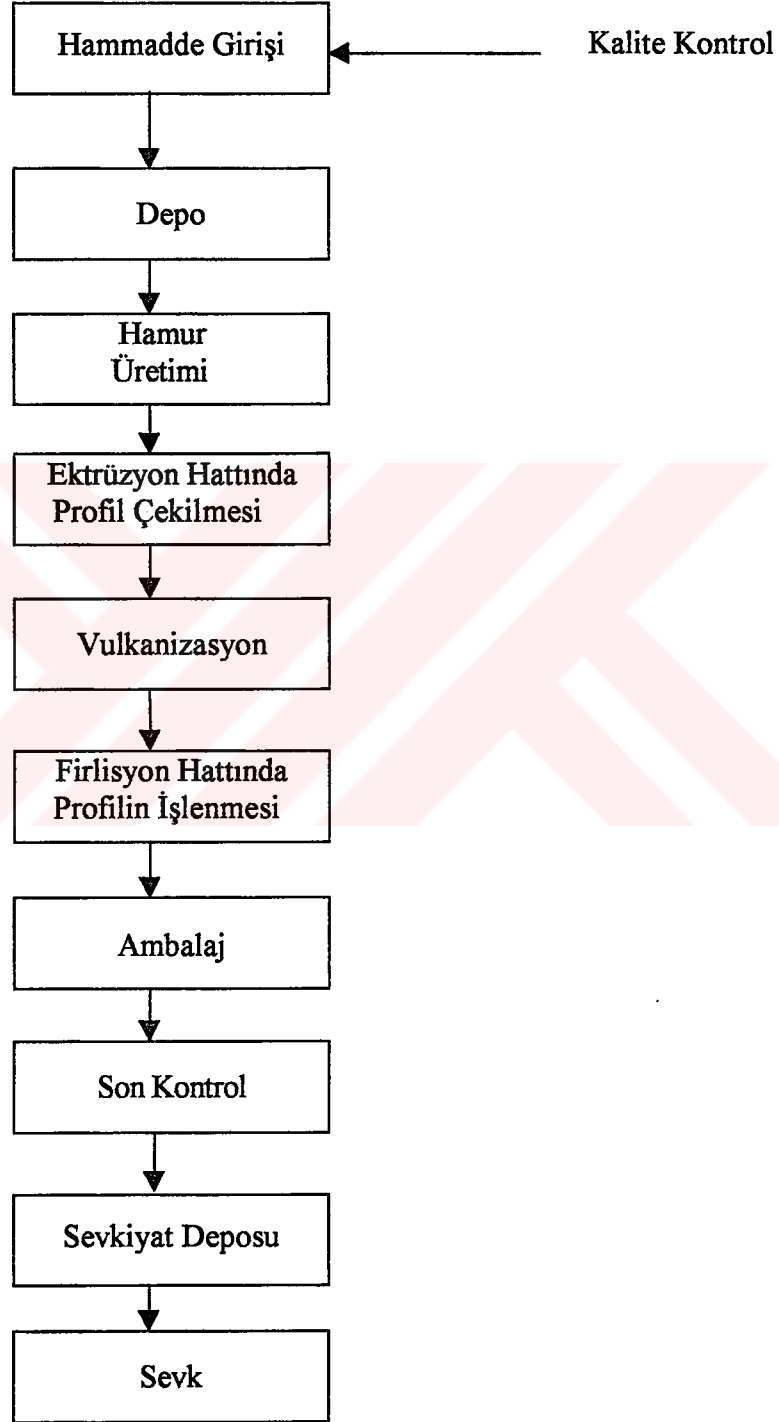 Hammadde Girişi
Kalite Kontrol
Depo
Hamur
Üretimi
Ektrüzyon Hattında
Profil Çekilmesi
Vulkanizasyon
Firlisyon Hattında
Profilin İşlenmesi
Ambalaj
Son Kontrol
Sevkiyat Deposu
Sevk